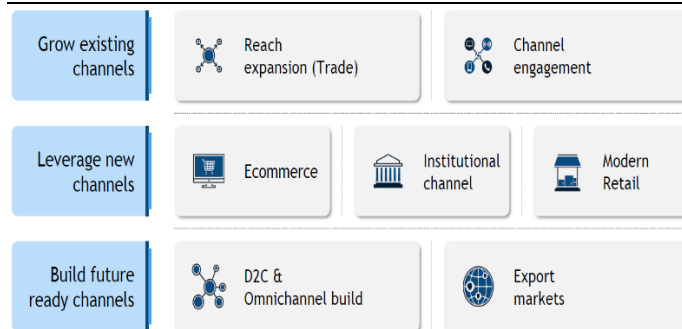 Grow existing
channels
Reach
expansion (Trade)
Channel
engagement
Leverage new
channels
Ecommerce
Institutional
channel
Modern
Retail
Build future
ready channels
D2C &
Omnichannel build
Export
markets